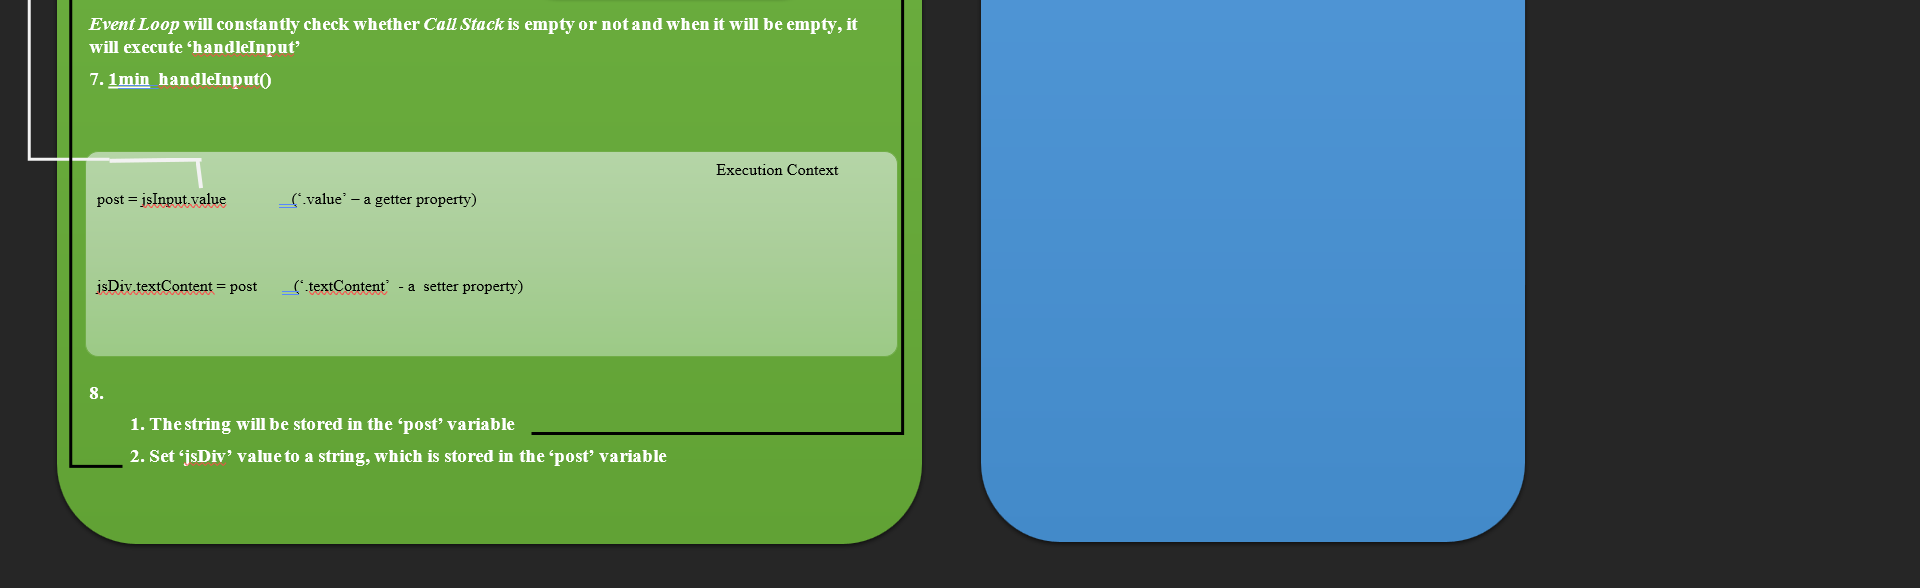 Event Loop will constantly check whether Call Stack is empty or not and when it will be empty, it
will execute ‘handleInput’
7. 1min handleInput()
Execution Context
post = jsInput.value (‘.value’ – a getter property)
jsDiv.textContent = post (‘.textContent’ - a setter property)
8.
1. The string will be stored in the ‘post’ variable
2. Set ‘jsDiv’ value to a string, which is stored in the ‘post’ variable